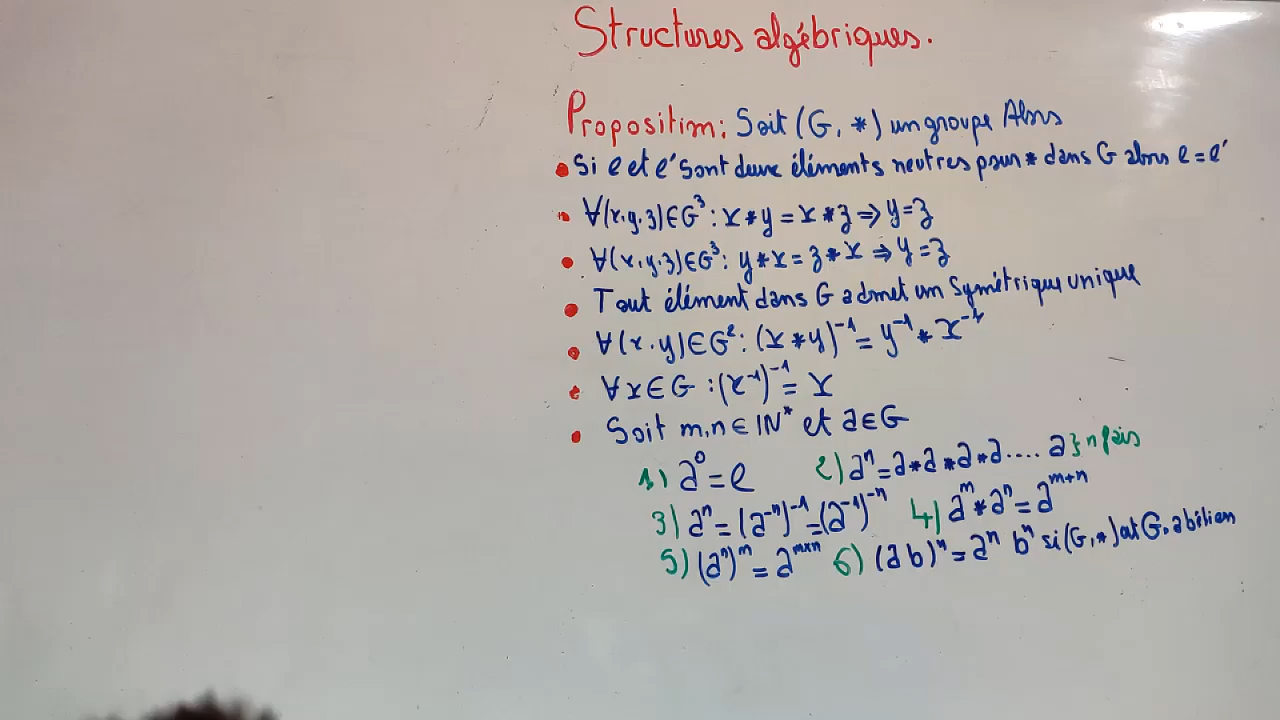 Structures algébriques.
Proposition: Soit (G, *) un groupe Alors
• Si e et e' sont deux éléments neutres pour * dans G alors e = e'
• ∀(x,y,z)∈G³: x*y = x*z ⇒ y=z
• ∀(x,y,z)∈G³: y*x = z*x ⇒ y=z
• Tout élément dans G admet un symétrique unique
• ∀(x,y)∈G²: (x*y)⁻¹ = y⁻¹*x⁻¹
• ∀x∈G : (x⁻¹)⁻¹ = x
• Soit m,n ∈ IN* et a∈G
1) a⁰ = e 2) aⁿ = a*a*a*a.... a } n fois
3) aⁿ = (a⁻ⁿ)⁻¹ = (a⁻¹)⁻ⁿ 4) aᵐ * aⁿ = aᵐ⁺ⁿ
5) (aⁿ)ᵐ = aᵐˣⁿ 6) (ab)ⁿ = aⁿ bⁿ si (G,*) est G. abélien